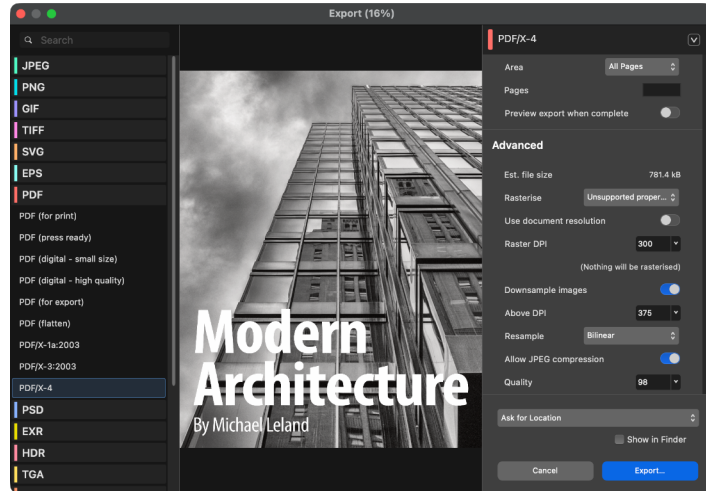 Export (16%)
Search
JPEG
PNG
GIF
TIFF
SVG
EPS
PDF
PDF (for print)
PDF (press ready)
PDF (digital - small size)
PDF (digital - high quality)
PDF (for export)
PDF (flatten)
PDF/X-1a:2003
PDF/X-3:2003
PDF/X-4
PSD
EXR
HDR
TGA
Modern
Architecture
By Michael Leland
PDF/X-4
Area All Pages
Pages
Preview export when complete
Advanced
Est. file size 781.4 kB
Rasterise Unsupported proper...
Use document resolution
Raster DPI 300
(Nothing will be rasterised)
Downsample images
Above DPI 375
Resample Bilinear
Allow JPEG compression
Quality 98
Ask for Location
Show in Finder
Cancel Export...